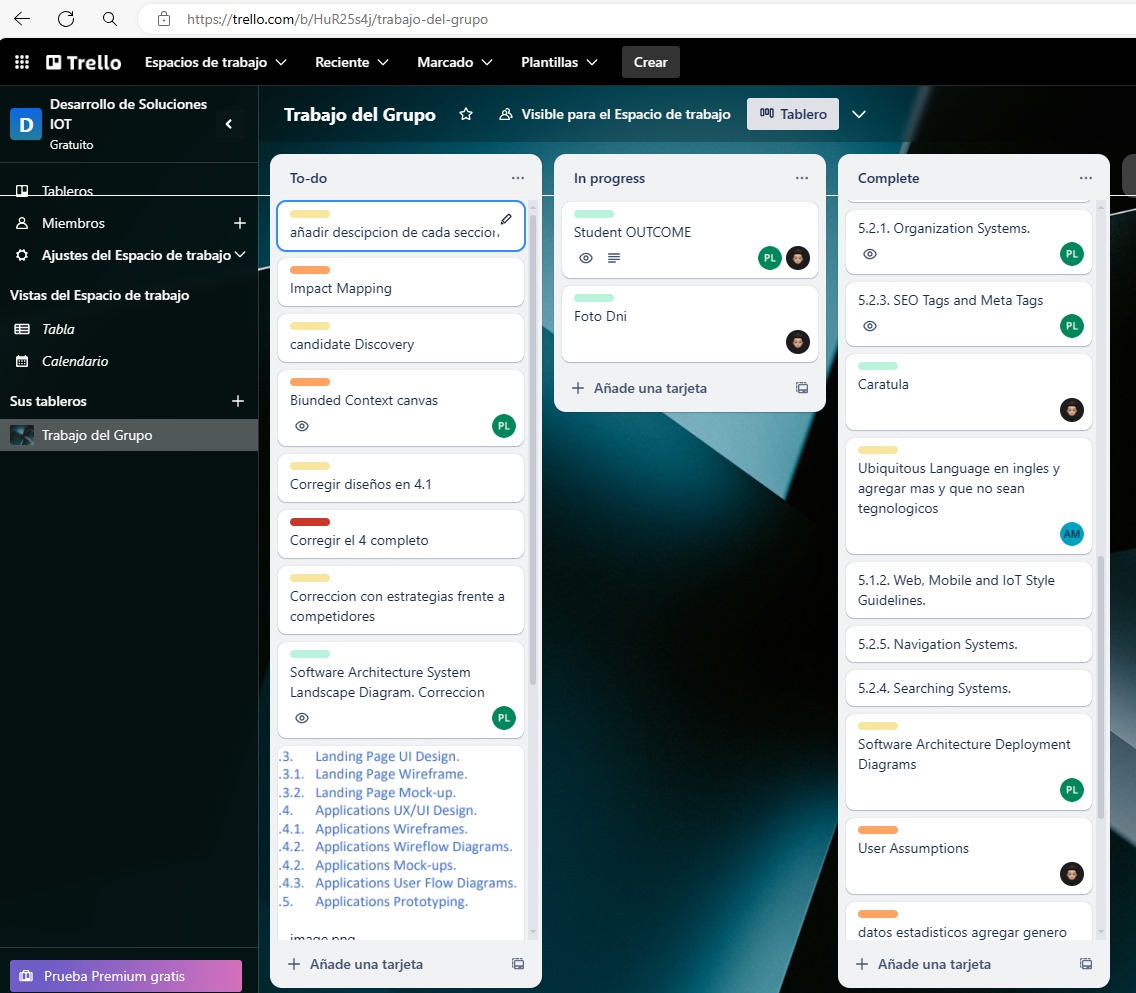 https://trello.com/b/HuR25s4j/trabajo-del-grupo
Trello
Espacios de trabajo
Reciente
Marcado
Plantillas
Crear
D
Desarrollo de Soluciones
IOT
Gratuito
Tableros
Miembros
Ajustes del Espacio de trabajo
Vistas del Espacio de trabajo
Tabla
Calendario
Sus tableros
Trabajo del Grupo
Prueba Premium gratis
Trabajo del Grupo
Visible para el Espacio de trabajo
Tablero
To-do
añadir descipcion de cada seccion
Impact Mapping
candidate Discovery
Biunded Context canvas
PL
Corregir diseños en 4.1
Corregir el 4 completo
Correccion con estrategias frente a
competidores
Software Architecture System
Landscape Diagram. Correccion
PL
.3. Landing Page UI Design.
.3.1. Landing Page Wireframe.
.3.2. Landing Page Mock-up.
.4. Applications UX/UI Design.
.4.1. Applications Wireframes.
.4.2. Applications Wireflow Diagrams.
.4.2. Applications Mock-ups.
.4.3. Applications User Flow Diagrams.
.5. Applications Prototyping.
image.png
Añade una tarjeta
In progress
Student OUTCOME
PL
Foto Dni
Añade una tarjeta
Complete
5.2.1. Organization Systems.
PL
5.2.3. SEO Tags and Meta Tags
PL
Caratula
Ubiquitous Language en ingles y
agregar mas y que no sean
tegnologicos
AM
5.1.2. Web, Mobile and IoT Style
Guidelines.
5.2.5. Navigation Systems.
5.2.4. Searching Systems.
Software Architecture Deployment
Diagrams
PL
User Assumptions
datos estadisticos agregar genero
Añade una tarjeta